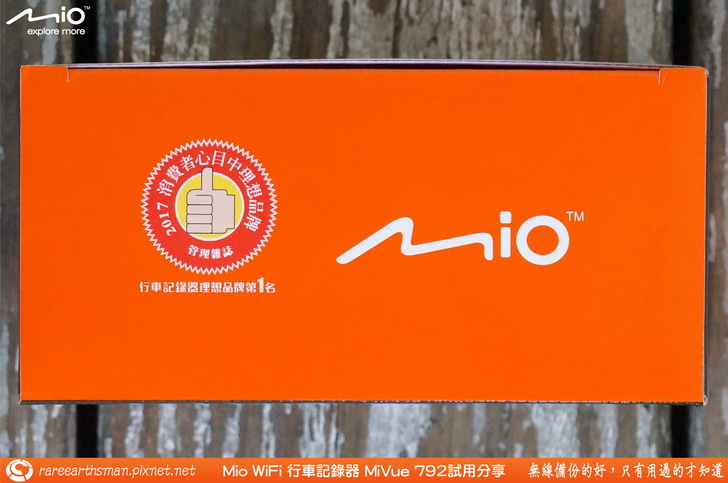 Mio™
explore more
2017 消費者心目中理想品牌
管理雜誌
行車記錄器理想品牌第1名
Mio™
rareearthsman.pixnet.net
Mio WiFi 行車記錄器 MiVue 792試用分享
無線備份的好，只有用過的才知道